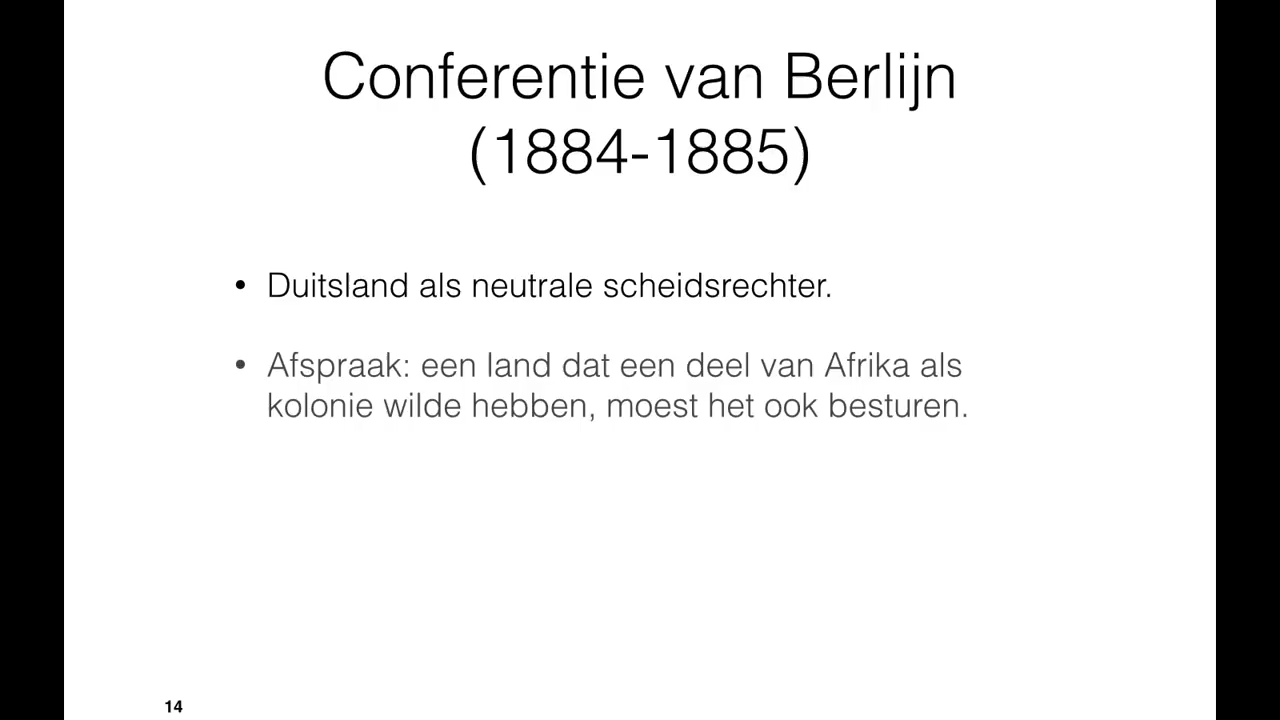 Conferentie van Berlijn
(1884-1885)
• Duitsland als neutrale scheidsrechter.
• Afspraak: een land dat een deel van Afrika als
kolonie wilde hebben, moest het ook besturen.
14